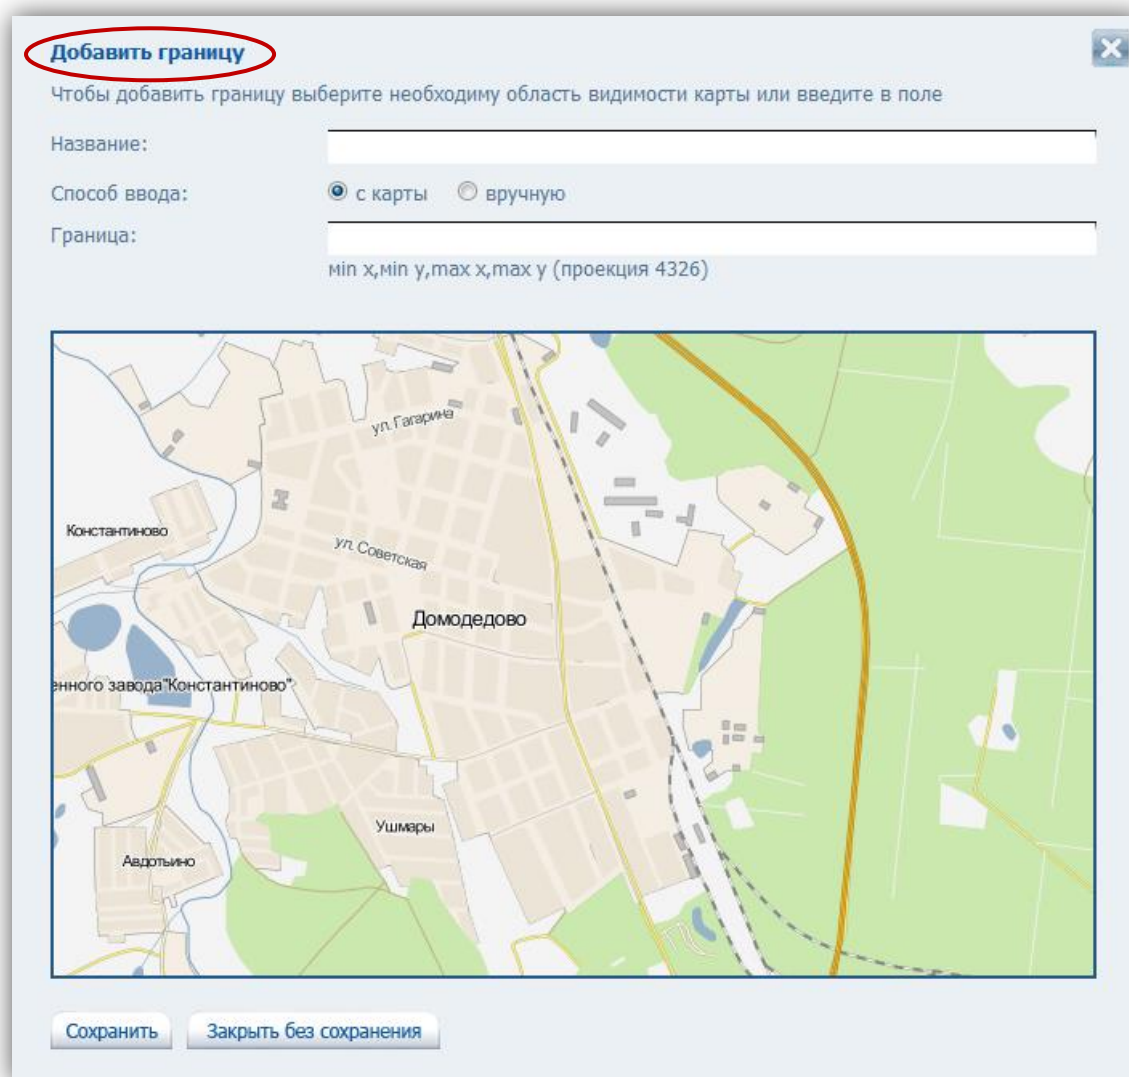 Добавить границу
Чтобы добавить границу выберите необходиму область видимости карты или введите в поле
Название:
Способ ввода:
с карты
вручную
Граница:
мin x,мin y,max x,max y (проекция 4326)
ул. Гагарина
Константиново
ул. Советская
Домодедово
енного завода"Константиново"
Ушмары
Авдотьино
Сохранить
Закрыть без сохранения